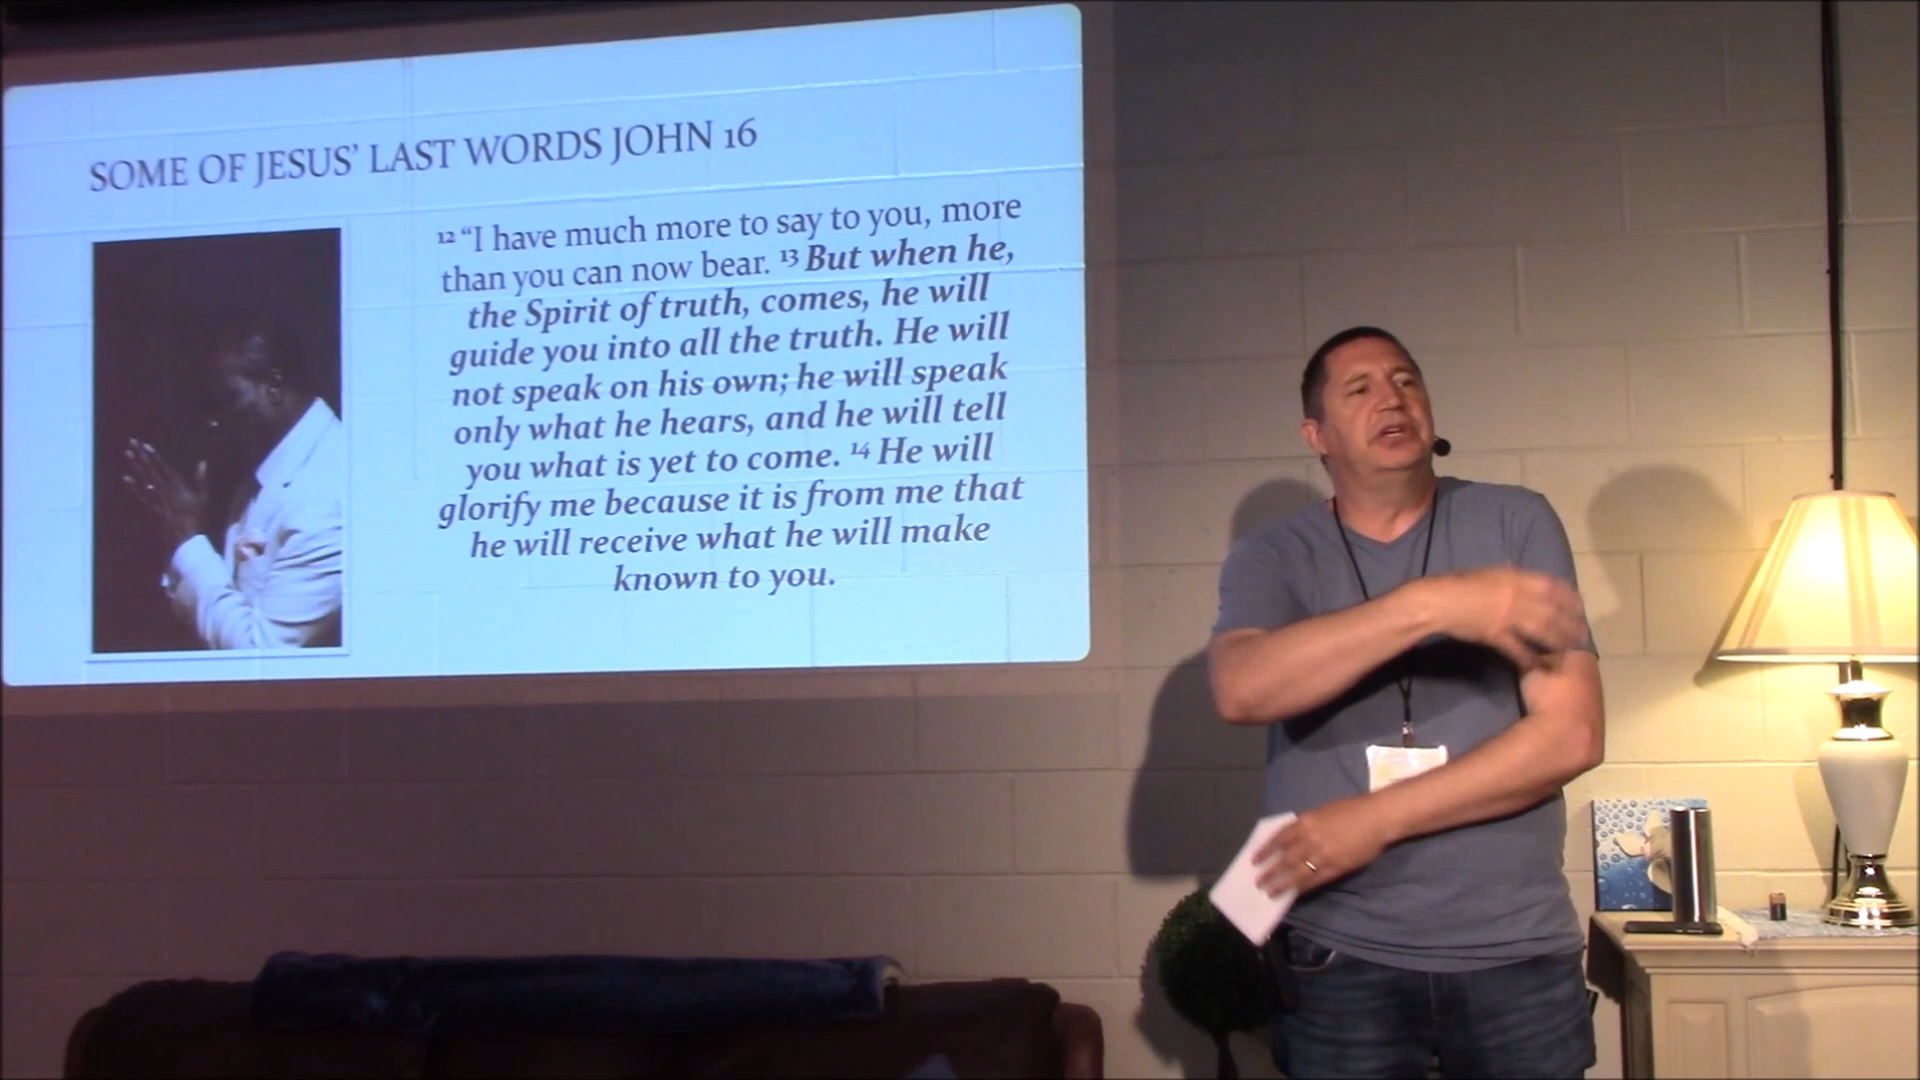 SOME OF JESUS’ LAST WORDS JOHN 16
12 “I have much more to say to you, more
than you can now bear. 13 But when he,
the Spirit of truth, comes, he will
guide you into all the truth. He will
not speak on his own; he will speak
only what he hears, and he will tell
you what is yet to come. 14 He will
glorify me because it is from me that
he will receive what he will make
known to you.